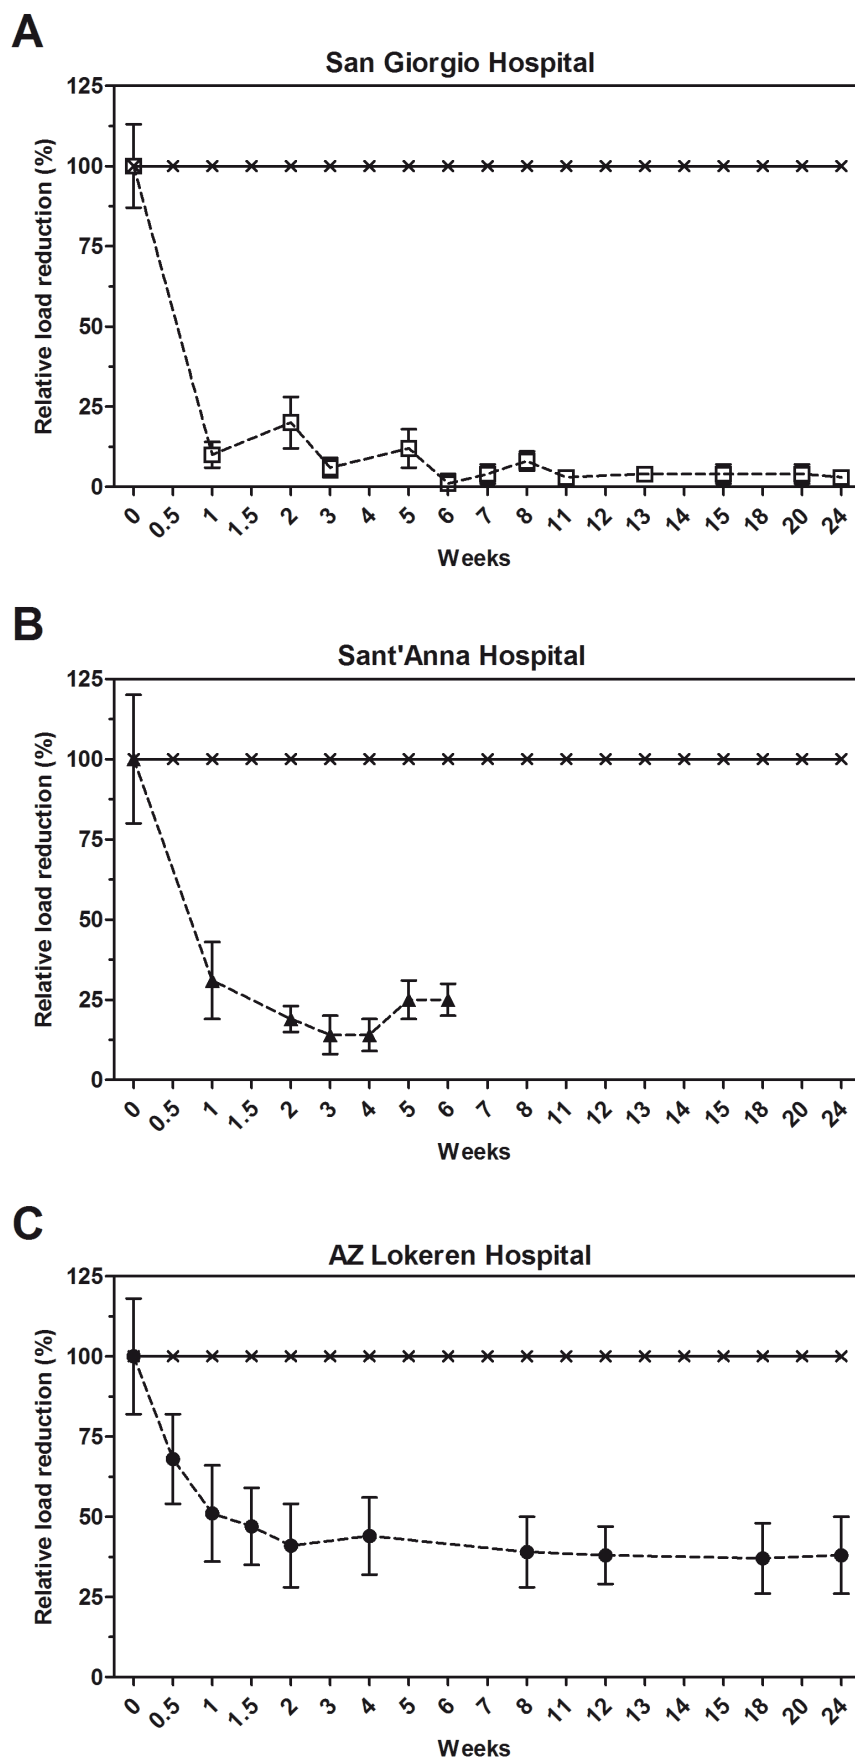 A
San Giorgio Hospital
Relative load reduction (%)
125
100
75
50
25
0
0 0.5 1 1.5 2 3 4 5 6 7 8 11 12 13 14 15 18 20 24
Weeks
B
Sant'Anna Hospital
Relative load reduction (%)
125
100
75
50
25
0
0 0.5 1 1.5 2 3 4 5 6 7 8 11 12 13 14 15 18 20 24
Weeks
C
AZ Lokeren Hospital
Relative load reduction (%)
125
100
75
50
25
0
0 0.5 1 1.5 2 3 4 5 6 7 8 11 12 13 14 15 18 20 24
Weeks